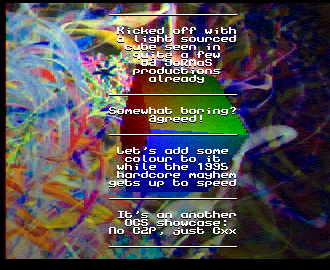 Kicked off with
a light sourced
cube seen in
quite a few
productions
already
Somewhat boring?
agreed!
Let's add some
colour to it
while the 1995
hardcore mayhem
gets up to speed
It's an another
OCS showcase:
No C2P, just Cxx